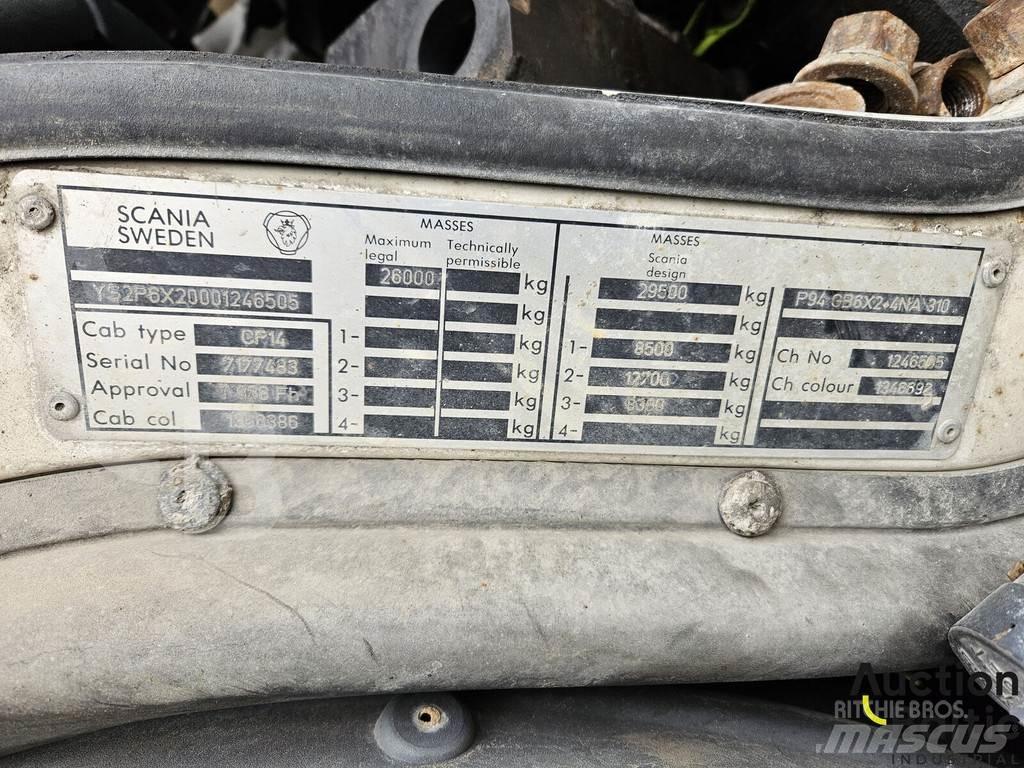 SCANIA
SWEDEN
YS2P6X20001246505
Cab type CP14
Serial No 7177483
Approval
Cab col
MASSES
Maximum legal
Technically permissible
26000 kg
kg
1- kg
2- kg
3- kg
4- kg
MASSES
Scania design
29500 kg
kg
1- 8500 kg
2- 12700 kg
3- 8300 kg
4- kg
P94 GB6X2*4NA 310
Ch No 1246505
Ch colour 1346692
Auction
RITCHIE BROS.
MASCUS
INDUSTRIAL